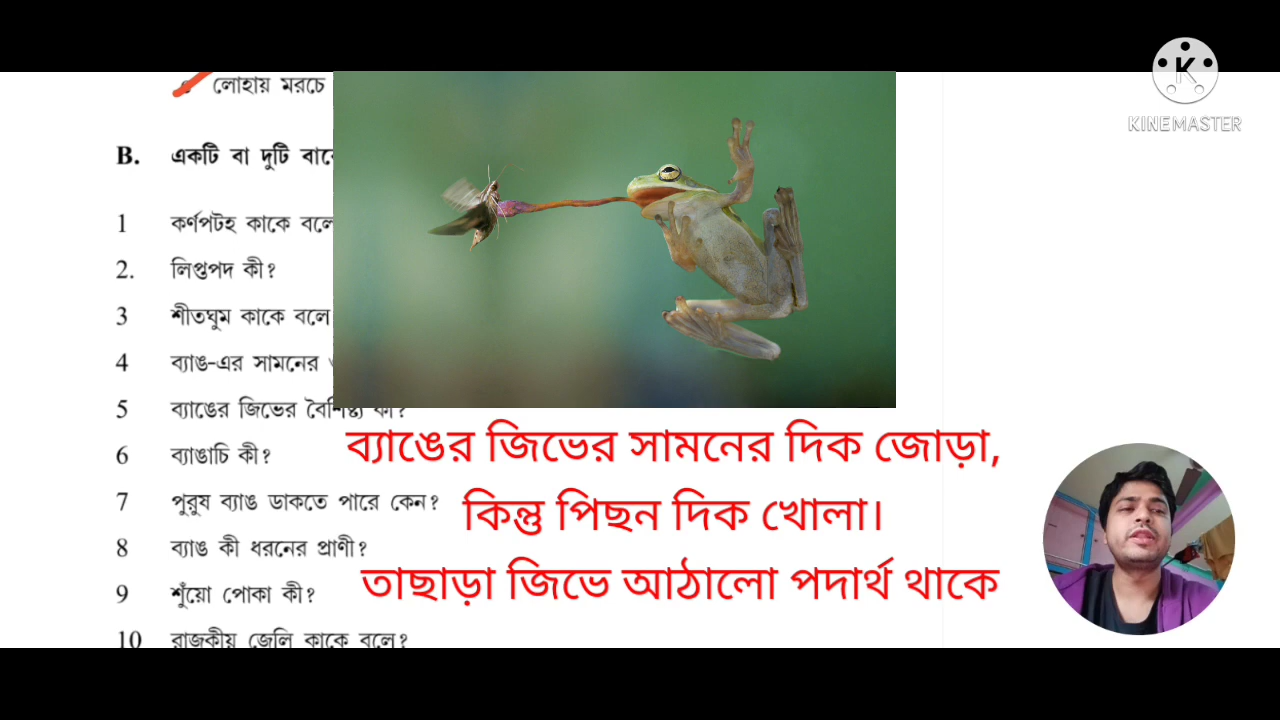 লোহায় মরচে
KINEMASTER
B. একটি বা দুটি
1 কর্ণপটহ কাকে বলে
2. লিপ্তপদ কী?
3 শীতঘুম কাকে বলে
4 ব্যাঙ-এর সামনের
5 ব্যাঙের জিভের বৈশিষ্ট্য কী?
ব্যাঙের জিভের সামনের দিক জোড়া,
6 ব্যাঙাচি কী?
7 পুরুষ ব্যাঙ ডাকতে পারে কেন?
কিন্তু পিছন দিক খোলা।
8 ব্যাঙ কী ধরনের প্রাণী?
তাছাড়া জিভে আঠালো পদার্থ থাকে
9 শুঁয়ো পোকা কী?
10 রাজকীয় জেলি কাকে বলে?